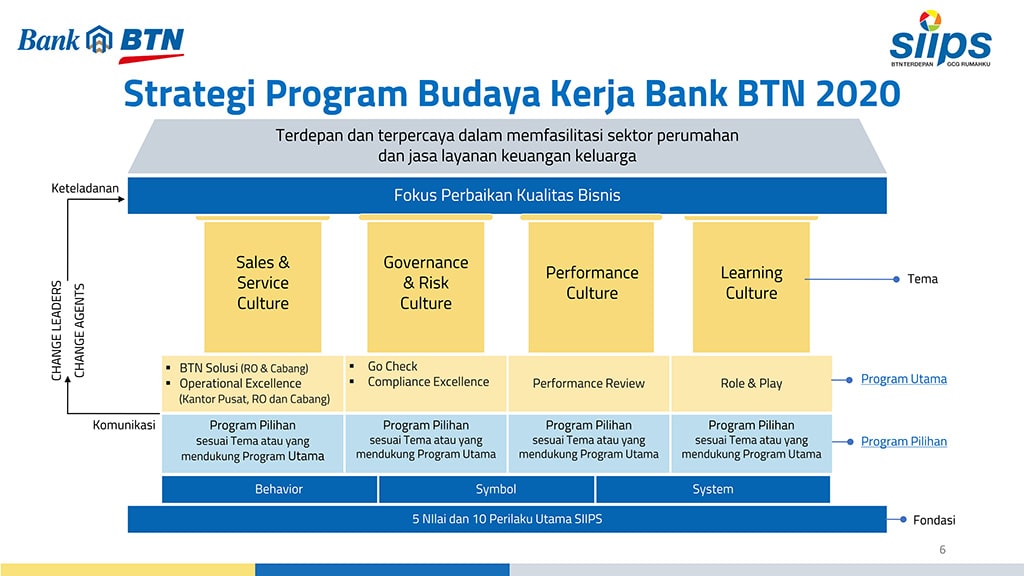 Bank BTN
siips
BTN TERDEPAN GCG RUMAHKU
Strategi Program Budaya Kerja Bank BTN 2020
Terdepan dan terpercaya dalam memfasilitasi sektor perumahan
dan jasa layanan keuangan keluarga
Keteladanan
Fokus Perbaikan Kualitas Bisnis
CHANGE LEADERS
CHANGE AGENTS
Sales &
Service
Culture
Governance
& Risk
Culture
Performance
Culture
Learning
Culture
Tema
▪ BTN Solusi (RO & Cabang)
▪ Operational Excellence
(Kantor Pusat, RO dan Cabang)
▪ Go Check
▪ Compliance Excellence
Performance Review
Role & Play
Program Utama
Komunikasi
Program Pilihan
sesuai Tema atau yang
mendukung Program Utama
Program Pilihan
sesuai Tema atau yang
mendukung Program Utama
Program Pilihan
sesuai Tema atau yang
mendukung Program Utama
Program Pilihan
sesuai Tema atau yang
mendukung Program Utama
Program Pilihan
Behavior
Symbol
System
5 NIlai dan 10 Perilaku Utama SIIPS
Fondasi
6